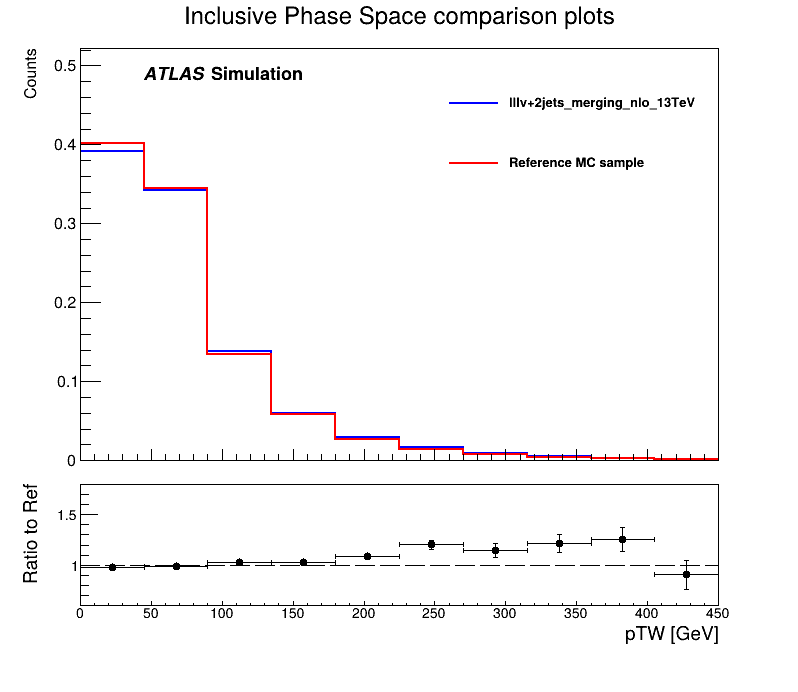 Inclusive Phase Space comparison plots
Counts
0.5
0.4
0.3
0.2
0.1
0
ATLAS Simulation
lllv+2jets_merging_nlo_13TeV
Reference MC sample
Ratio to Ref
1.5
1
0 50 100 150 200 250 300 350 400 450
pTW [GeV]